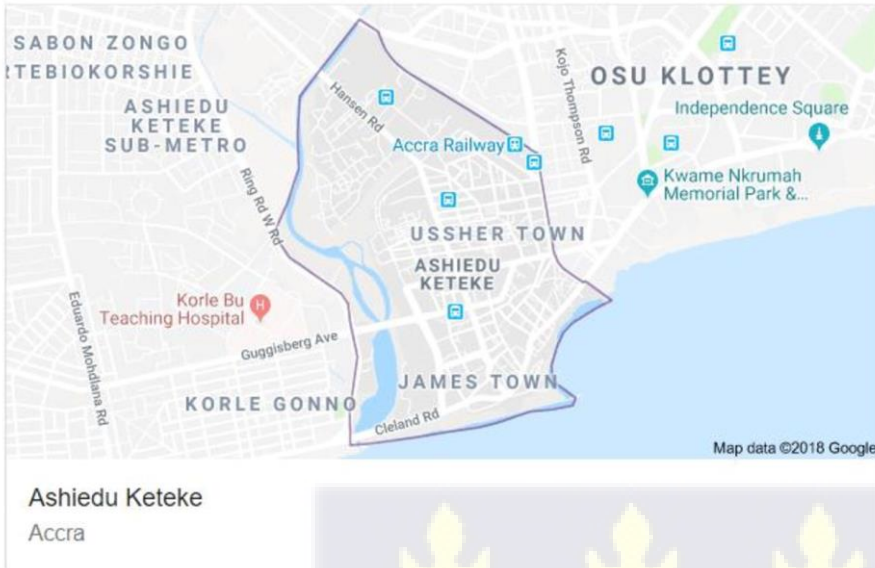 SABON ZONGO
RTEBIOKORSHIE
ASHIEDU
KETEKE
SUB-METRO
Hansen Rd
Kojo Thompson Rd
OSU KLOTTEY
Independence Square
Accra Railway
Kwame Nkrumah
Memorial Park &...
Ring Rd W Rd
USSHER TOWN
ASHIEDU
KETEKE
Korle Bu
Teaching Hospital
H
Eduardo Mohdlana Rd
Guggisberg Ave
JAMES TOWN
KORLE GONNO
Cleland Rd
Map data ©2018 Google
Ashiedu Keteke
Accra